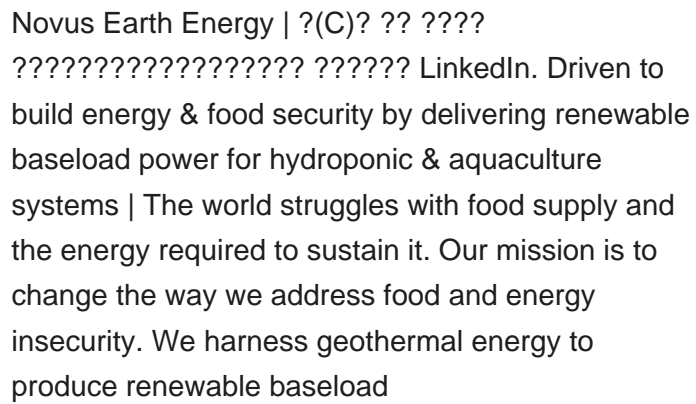 Novus Earth Energy | ?(C)? ?? ????
?????????????????? ?????? LinkedIn. Driven to
build energy & food security by delivering renewable
baseload power for hydroponic & aquaculture
systems | The world struggles with food supply and
the energy required to sustain it. Our mission is to
change the way we address food and energy
insecurity. We harness geothermal energy to
produce renewable baseload